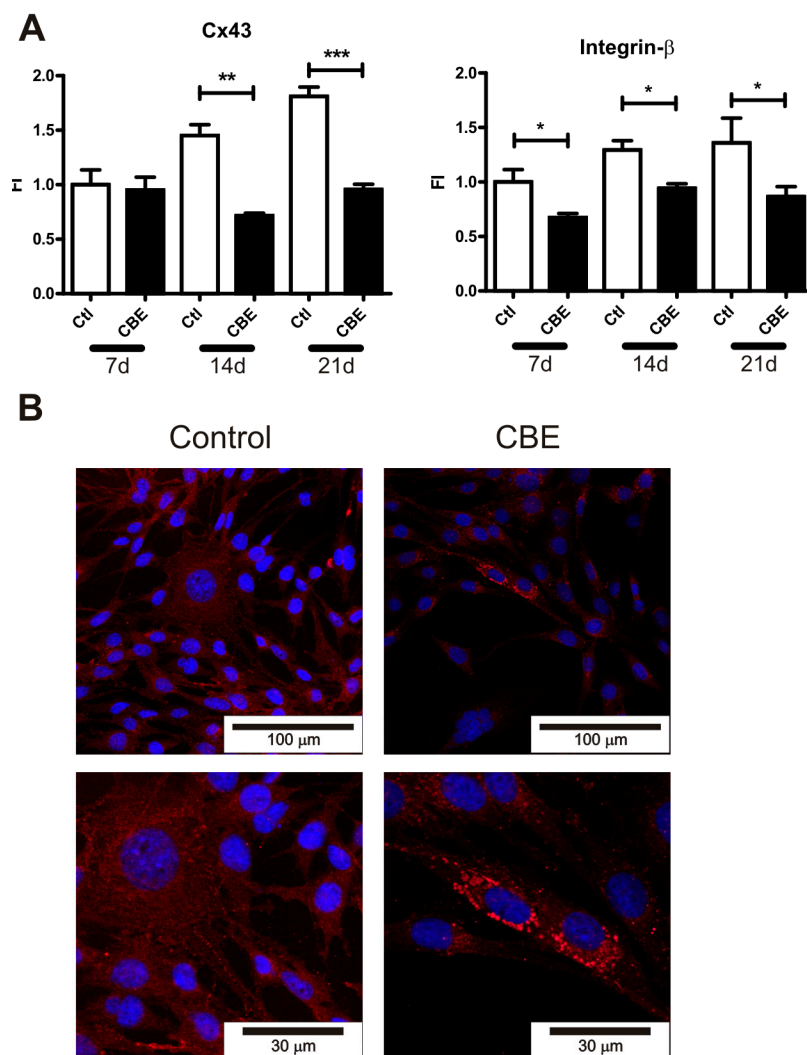 A
Cx43
**
***
2.0
1.5
1.0
0.5
0.0
FI
Ctl
CBE
Ctl
CBE
Ctl
CBE
7d
14d
21d
Integrin-β
*
*
*
2.0
1.5
1.0
0.5
0.0
FI
Ctl
CBE
Ctl
CBE
Ctl
CBE
7d
14d
21d
B
Control
CBE
100 μm
100 μm
30 μm
30 μm